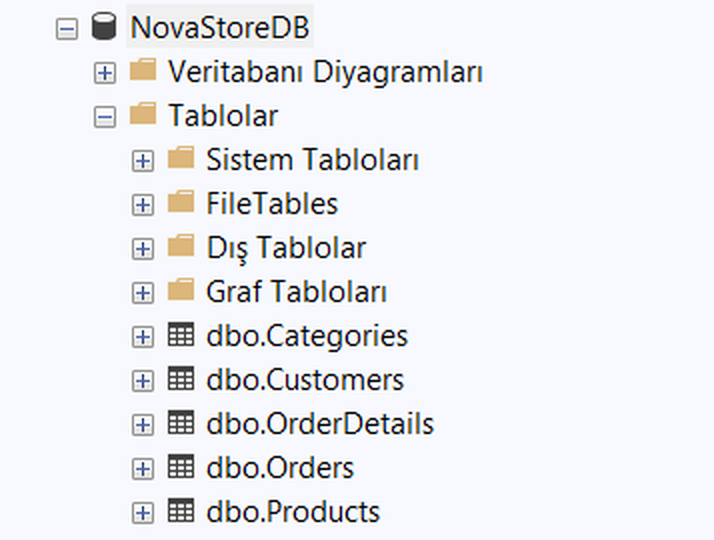 NovaStoreDB
Veritabanı Diyagramları
Tablolar
Sistem Tabloları
FileTables
Dış Tablolar
Graf Tabloları
dbo.Categories
dbo.Customers
dbo.OrderDetails
dbo.Orders
dbo.Products